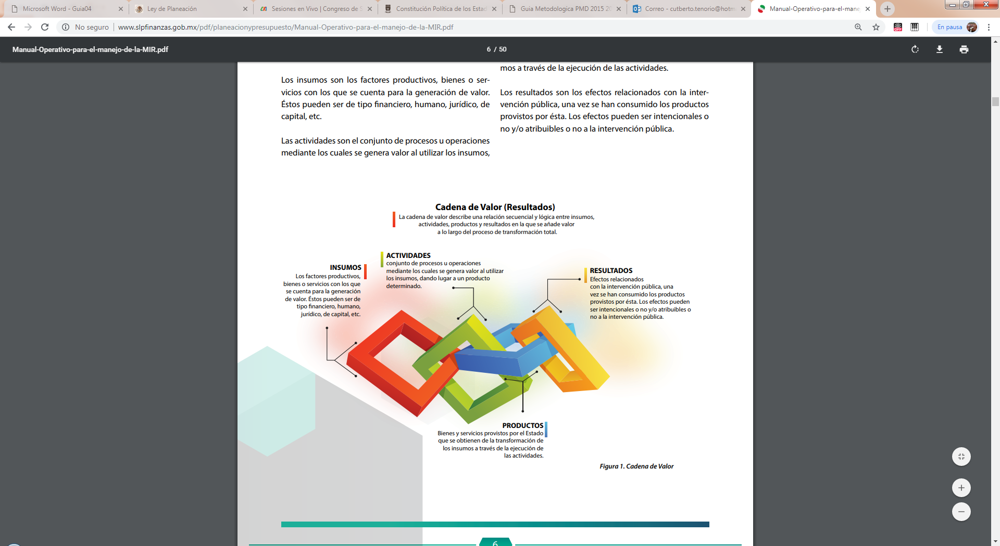 Microsoft Word - Guia04
Ley de Planeación
Sesiones en Vivo | Congreso de S
Constitución Política de los Estad
Guia Metodologica PMD 2015 20
Correo - cutberto.tenorio@hotm
Manual-Operativo-para-el-mane
No seguro
www.slpfinanzas.gob.mx/pdf/planeacionypresupuesto/Manual-Operativo-para-el-manejo-de-la-MIR.pdf
OFF
En pausa
Manual-Operativo-para-el-manejo-de-la-MIR.pdf
6 / 50
Los insumos son los factores productivos, bienes o ser-
vicios con los que se cuenta para la generación de valor.
Éstos pueden ser de tipo financiero, humano, jurídico, de
capital, etc.
Las actividades son el conjunto de procesos u operaciones
mediante los cuales se genera valor al utilizar los insumos,
mos a través de la ejecución de las actividades.
Los resultados son los efectos relacionados con la inter-
vención pública, una vez se han consumido los productos
provistos por ésta. Los efectos pueden ser intencionales o
no y/o atribuibles o no a la intervención pública.
Cadena de Valor (Resultados)
La cadena de valor describe una relación secuencial y lógica entre insumos,
actividades, productos y resultados en la que se añade valor
a lo largo del proceso de transformación total.
INSUMOS
Los factores productivos,
bienes o servicios con los que
se cuenta para la generación
de valor. Éstos pueden ser de
tipo financiero, humano,
jurídico, de capital, etc.
ACTIVIDADES
conjunto de procesos u operaciones
mediante los cuales se genera valor al utilizar
los insumos, dando lugar a un producto
determinado.
RESULTADOS
Efectos relacionados
con la intervención pública, una
vez se han consumido los productos
provistos por ésta. Los efectos pueden
ser intencionales o no y/o atribuibles o
no a la intervención pública.
PRODUCTOS
Bienes y servicios provistos por el Estado
que se obtienen de la transformación de
los insumos a través de la ejecución de
las actividades.
Figura 1. Cadena de Valor
6